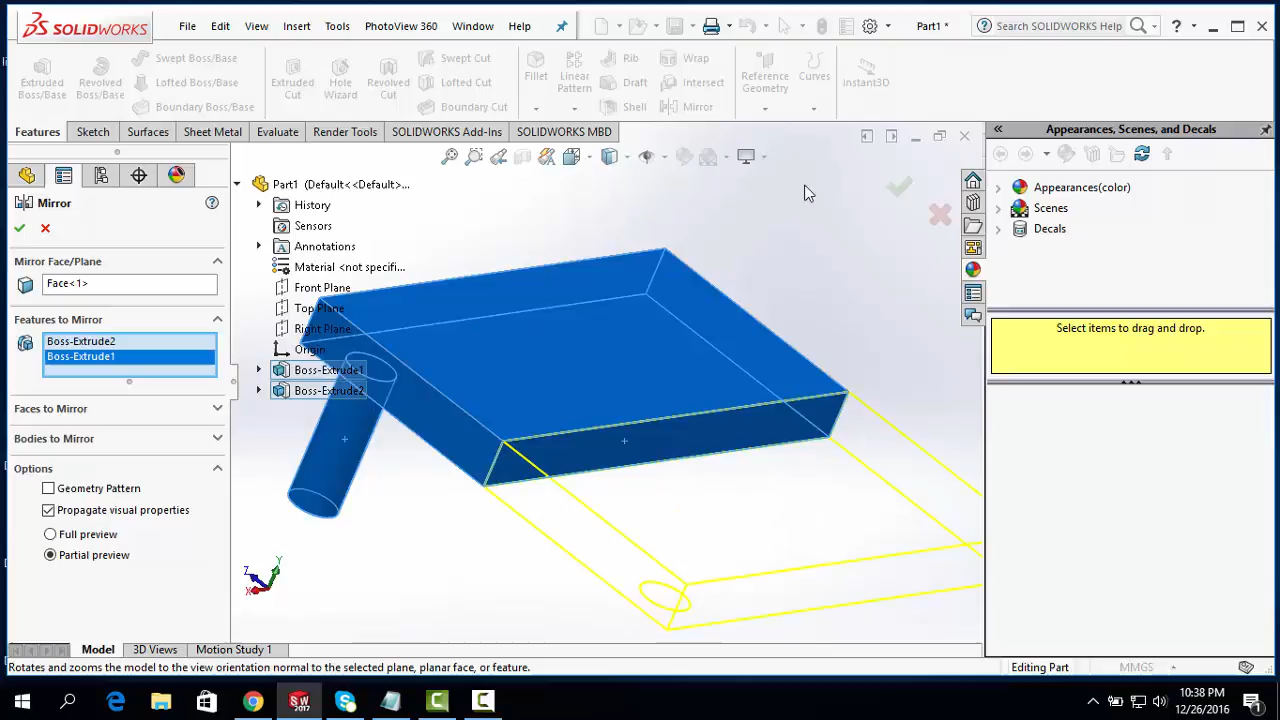 SOLIDWORKS
File Edit View Insert Tools PhotoView 360 Window Help
Part1 *
Search SOLIDWORKS Help
Extruded Boss/Base
Revolved Boss/Base
Swept Boss/Base
Lofted Boss/Base
Boundary Boss/Base
Extruded Cut
Hole Wizard
Revolved Cut
Swept Cut
Lofted Cut
Boundary Cut
Fillet
Linear Pattern
Rib
Draft
Shell
Wrap
Intersect
Mirror
Reference Geometry
Curves
Instant3D
Features Sketch Surfaces Sheet Metal Evaluate Render Tools SOLIDWORKS Add-Ins SOLIDWORKS MBD
Mirror
Mirror Face/Plane
Face<1>
Features to Mirror
Boss-Extrude2
Boss-Extrude1
Faces to Mirror
Bodies to Mirror
Options
Geometry Pattern
Propagate visual properties
Full preview
Partial preview
Part1 (Default<<Default>...
History
Sensors
Annotations
Material <not specifi...
Front Plane
Top Plane
Right Plane
Origin
Boss-Extrude1
Boss-Extrude2
Z Y X
Appearances, Scenes, and Decals
Appearances(color)
Scenes
Decals
Select items to drag and drop.
Model 3D Views Motion Study 1
Rotates and zooms the model to the view orientation normal to the selected plane, planar face, or feature.
Editing Part MMGS
SW
2017
10:38 PM
12/26/2016
1